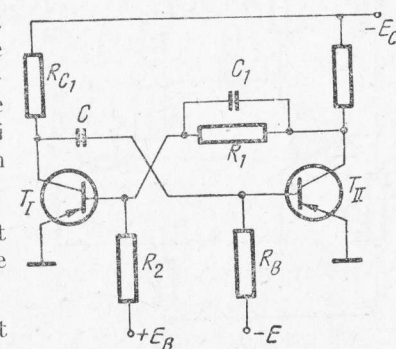 -E_C
R_C1
C
C_1
R_1
T_I
T_II
R_2
R_B
+E_B
-E